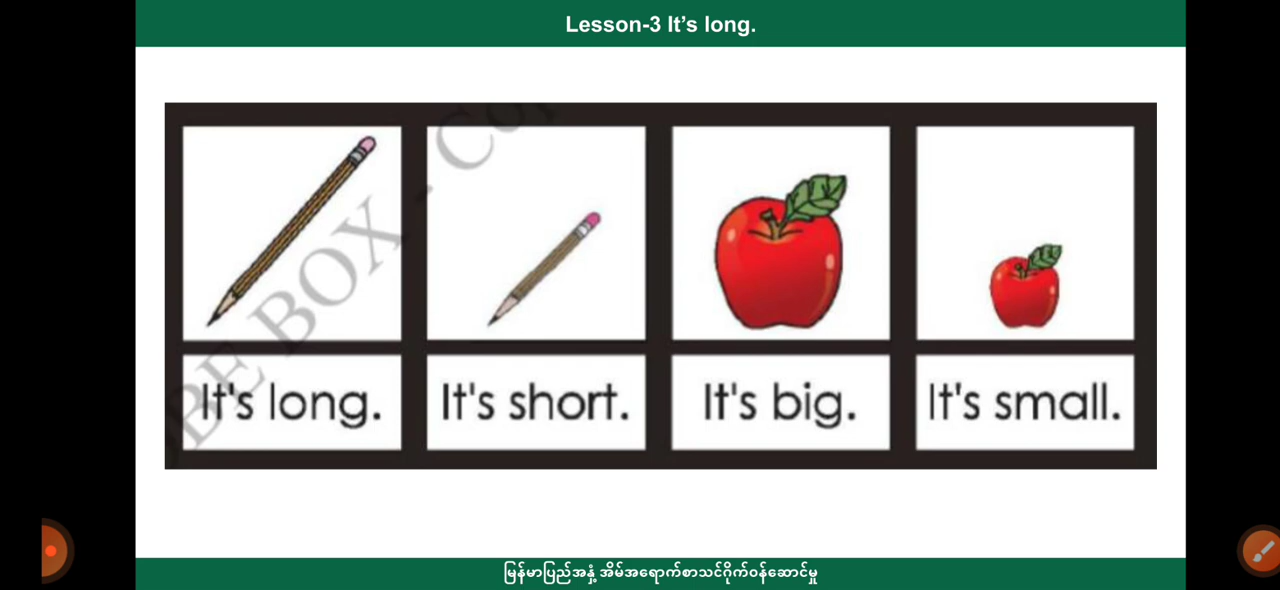 Lesson-3 It’s long.
It's long.
It's short.
It's big.
It's small.
မြန်မာပြည်အနှံ့ အိမ်အရောက်စာသင်ဂိုက်ဝန်ဆောင်မှု